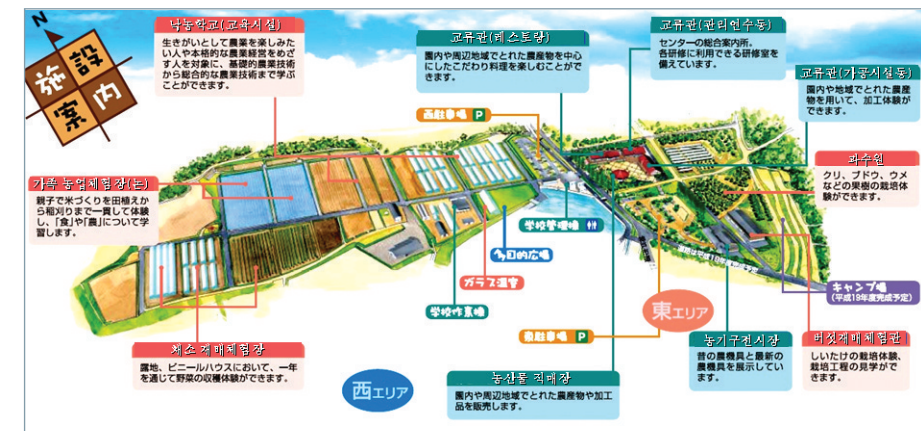 N
施設
案内
낙농학교(교육시설)
生きがいとして農業を楽しみた
い人や本格的な農業経営をめざ
す人を対象に、基礎的農業技術
から総合的な農業技術まで学ぶ
ことができます。
교류관(레스토랑)
園内や周辺地域でとれた農産物を中心
にしたこだわり料理を楽しむことがで
きます。
교류관(관리연수동)
センターの総合案内所。
各研修に利用できる研修室を
備えています。
교류관(가공시설동)
園内や地域でとれた農産
物を用いて、加工体験が
できます。
西駐車場 P
과수원
クリ、ブドウ、ウメ
などの果樹の栽培体
験ができます。
가족 농업체험장(논)
親子で米づくりを田植えか
ら稲刈りまで一貫して体験
し、「食」や「農」について学
習します。
学校管理棟
多目的広場
ガラス温室
学校作業棟
キャンプ場
(平成19年度完成予定)
東エリア
東駐車場 P
채소 재배체험장
露地、ビニールハウスにおいて、一年
を通じて野菜の収穫体験ができます。
西エリア
농산물 직매장
園内や周辺地域でとれた農産物や加工
品を販売します。
농기구전시장
昔の農機具と最新の
農機具を展示してい
ます。
버섯재배체험관
しいたけの栽培体験、
栽培工程の見学がで
きます。